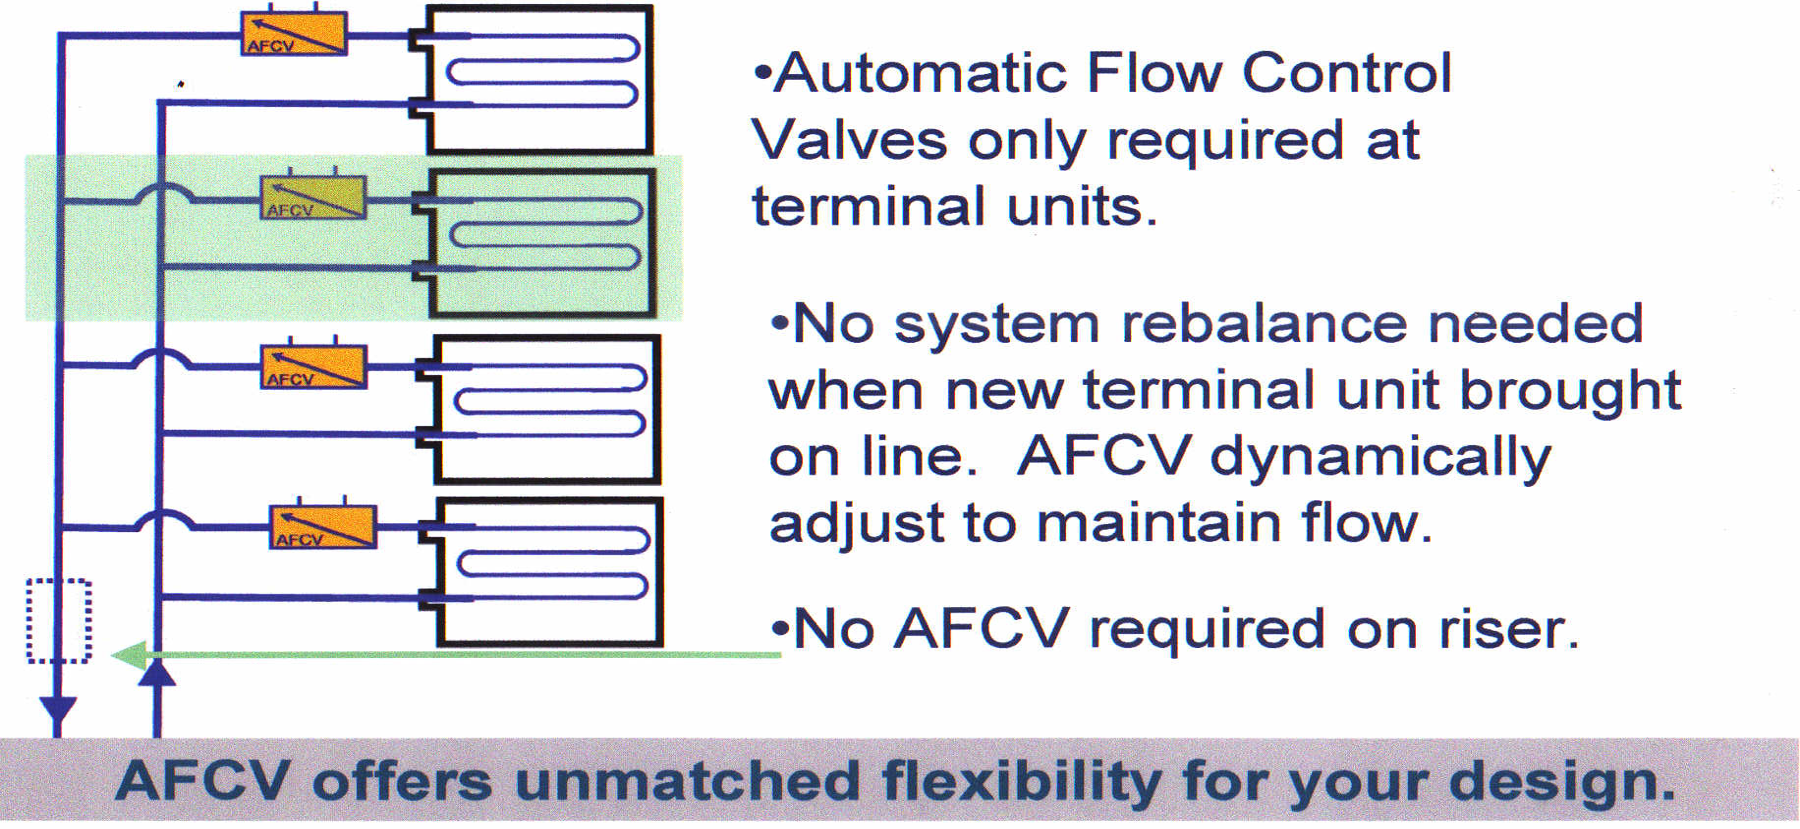 AFCV
AFCV
AFCV
AFCV
•Automatic Flow Control
Valves only required at
terminal units.
•No system rebalance needed
when new terminal unit brought
on line. AFCV dynamically
adjust to maintain flow.
•No AFCV required on riser.
AFCV offers unmatched flexibility for your design.